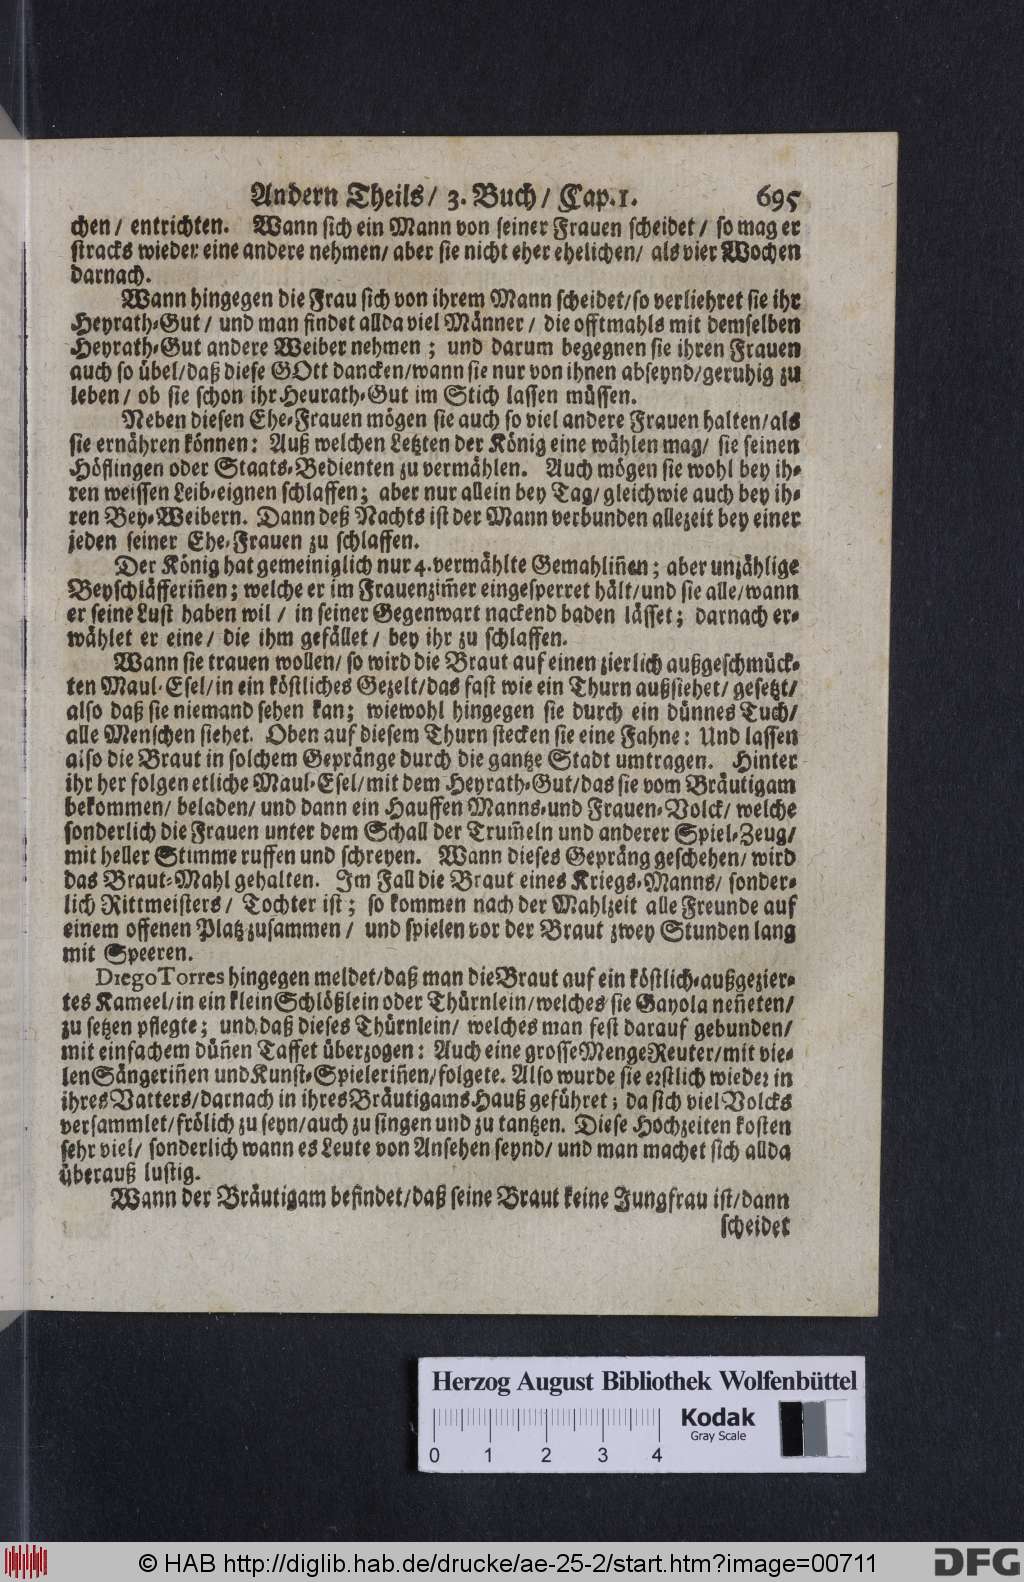 Andern Theils/ 3. Buch/ Cap.1. 695
chen/ entrichten. Wann sich ein Mann von seiner Frauen scheidet/ so mag er
stracks wieder eine andere nehmen/ aber sie nicht eher ehelichen/ als vier Wochen
darnach.
Wann hingegen die Frau sich von ihrem Mann scheidet/so verliehret sie ihr
Heyrath-Gut/ und man findet allda viel Männer/ die offtmahls mit demselben
Heyrath-Gut andere Weiber nehmen; und darum begegnen sie ihren Frauen
auch so übel/daß diese GOtt dancken/wann sie nur von ihnen abseynd/geruhig zu
leben/ ob sie schon ihr Heurath-Gut im Stich lassen müssen.
Neben diesen Ehe-Frauen mögen sie auch so viel andere Frauen halten/als
sie ernähren können: Auß welchen Letzten der König eine wählen mag/ sie seinen
Höflingen oder Staats-Bedienten zu vermählen. Auch mögen sie wohl bey ih-
ren weissen Leib-eignen schlaffen; aber nur allein bey Tag/gleichwie auch bey ih-
ren Bey-Weibern. Dann deß Nachts ist der Mann verbunden allezeit bey einer
jeden seiner Ehe-Frauen zu schlaffen.
Der König hat gemeiniglich nur 4. vermählte Gemahlin̄en; aber unzählige
Beyschläfferin̄en; welche er im Frauenzim̄er eingesperret hält/und sie alle/wann
er seine Lust haben wil/ in seiner Gegenwart nackend baden lässet; darnach er-
wählet er eine/ die ihm gefället/ bey ihr zu schlaffen.
Wann sie trauen wollen/ so wird die Braut auf einen zierlich außgeschmück-
ten Maul-Esel/in ein köstliches Gezelt/das fast wie ein Thurn außsiehet/ gesetzt/
also daß sie niemand sehen kan; wiewohl hingegen sie durch ein dünnes Tuch/
alle Menschen siehet. Oben auf diesem Thurn stecken sie eine Fahne: Und lassen
also die Braut in solchem Gepränge durch die gantze Stadt umtragen. Hinter
ihr her folgen etliche Maul-Esel/mit dem Heyrath-Gut/das sie vom Bräutigam
bekommen/ beladen/ und dann ein Hauffen Manns-und Frauen-Volck/ welche
sonderlich die Frauen unter dem Schall der Trum̄eln und anderer Spiel-Zeug/
mit heller Stimme ruffen und schreyen. Wann dieses Gepräng geschehen/ wird
das Braut-Mahl gehalten. Im Fall die Braut eines Kriegs-Manns/ sonder-
lich Rittmeisters/ Tochter ist; so kommen nach der Mahlzeit alle Freunde auf
einem offenen Platz zusammen/ und spielen vor der Braut zwey Stunden lang
mit Speeren.
Diego Torres hingegen meldet/daß man die Braut auf ein köstlich-außgezier-
tes Kameel/in ein klein Schlößlein oder Thürnlein/welches sie Gayola nen̄eten/
zu setzen pflegte; und daß dieses Thürnlein/ welches man fest darauf gebunden/
mit einfachem dün̄en Taffet überzogen: Auch eine grosse Menge Reuter/mit vie-
len Sängerin̄en und Kunst-Spielerin̄en/folgete. Also wurde sie erstlich wieder in
ihres Vatters/darnach in ihres Bräutigams Hauß geführet; da sich viel Volcks
versammlet/frölich zu seyn/auch zu singen und zu tantzen. Diese Hochzeiten kosten
sehr viel/ sonderlich wann es Leute von Ansehen seynd/ und man machet sich allda
überauß lustig.
Wann der Bräutigam befindet/daß seine Braut keine Jungfrau ist/dann
scheidet
Herzog August Bibliothek Wolfenbüttel
Kodak
Gray Scale
0 1 2 3 4
© HAB http://diglib.hab.de/drucke/ae-25-2/start.htm?image=00711
DFG